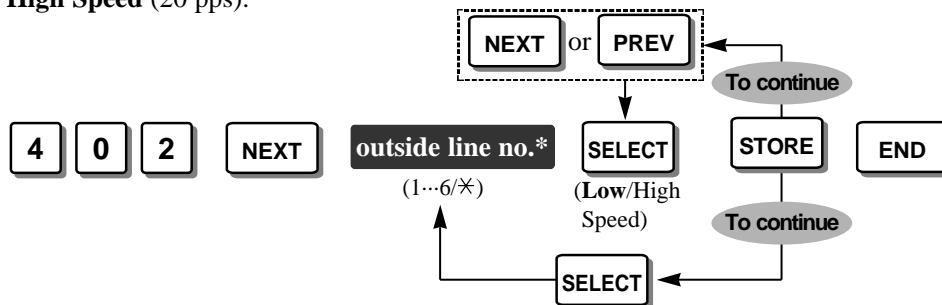 High Speed (20 pps).
NEXT or PREV
To continue
4 0 2 NEXT outside line no.* SELECT STORE END
(1···6/✳) (Low/High
Speed)
To continue
SELECT